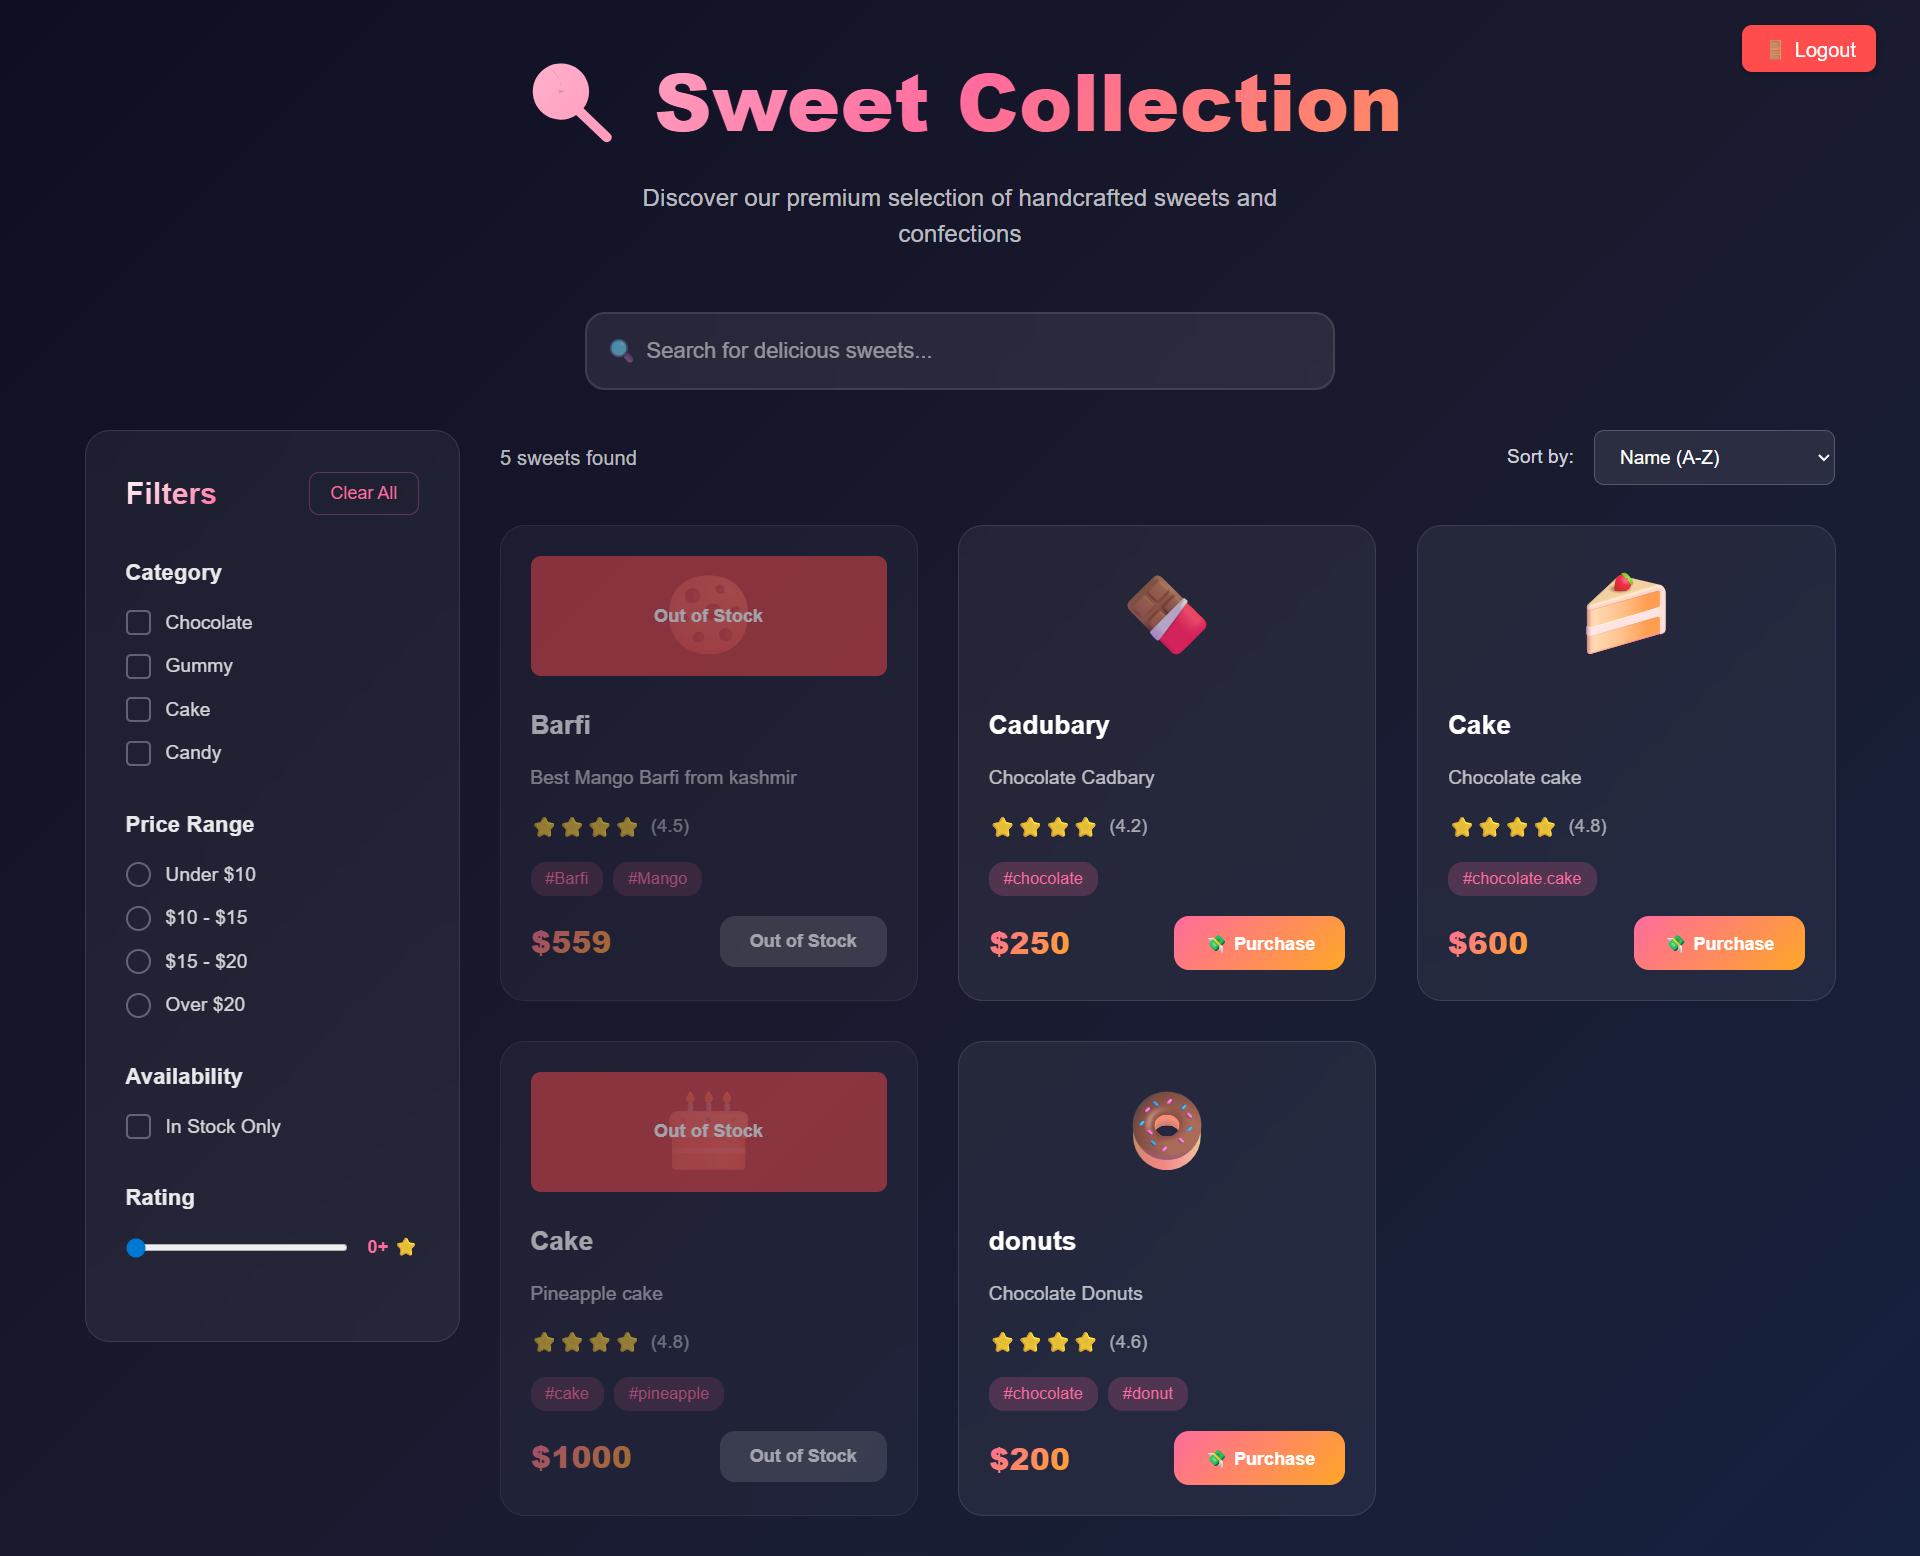 Logout
Sweet Collection
Discover our premium selection of handcrafted sweets and
confections
Search for delicious sweets...
Filters
Clear All
Category
Chocolate
Gummy
Cake
Candy
Price Range
Under $10
$10 - $15
$15 - $20
Over $20
Availability
In Stock Only
Rating
0+
5 sweets found
Sort by:
Name (A-Z)
Out of Stock
Barfi
Best Mango Barfi from kashmir
(4.5)
#Barfi #Mango
$559 Out of Stock
Cadubary
Chocolate Cadbary
(4.2)
#chocolate
$250 Purchase
Cake
Chocolate cake
(4.8)
#chocolate.cake
$600 Purchase
Out of Stock
Cake
Pineapple cake
(4.8)
#cake #pineapple
$1000 Out of Stock
donuts
Chocolate Donuts
(4.6)
#chocolate #donut
$200 Purchase